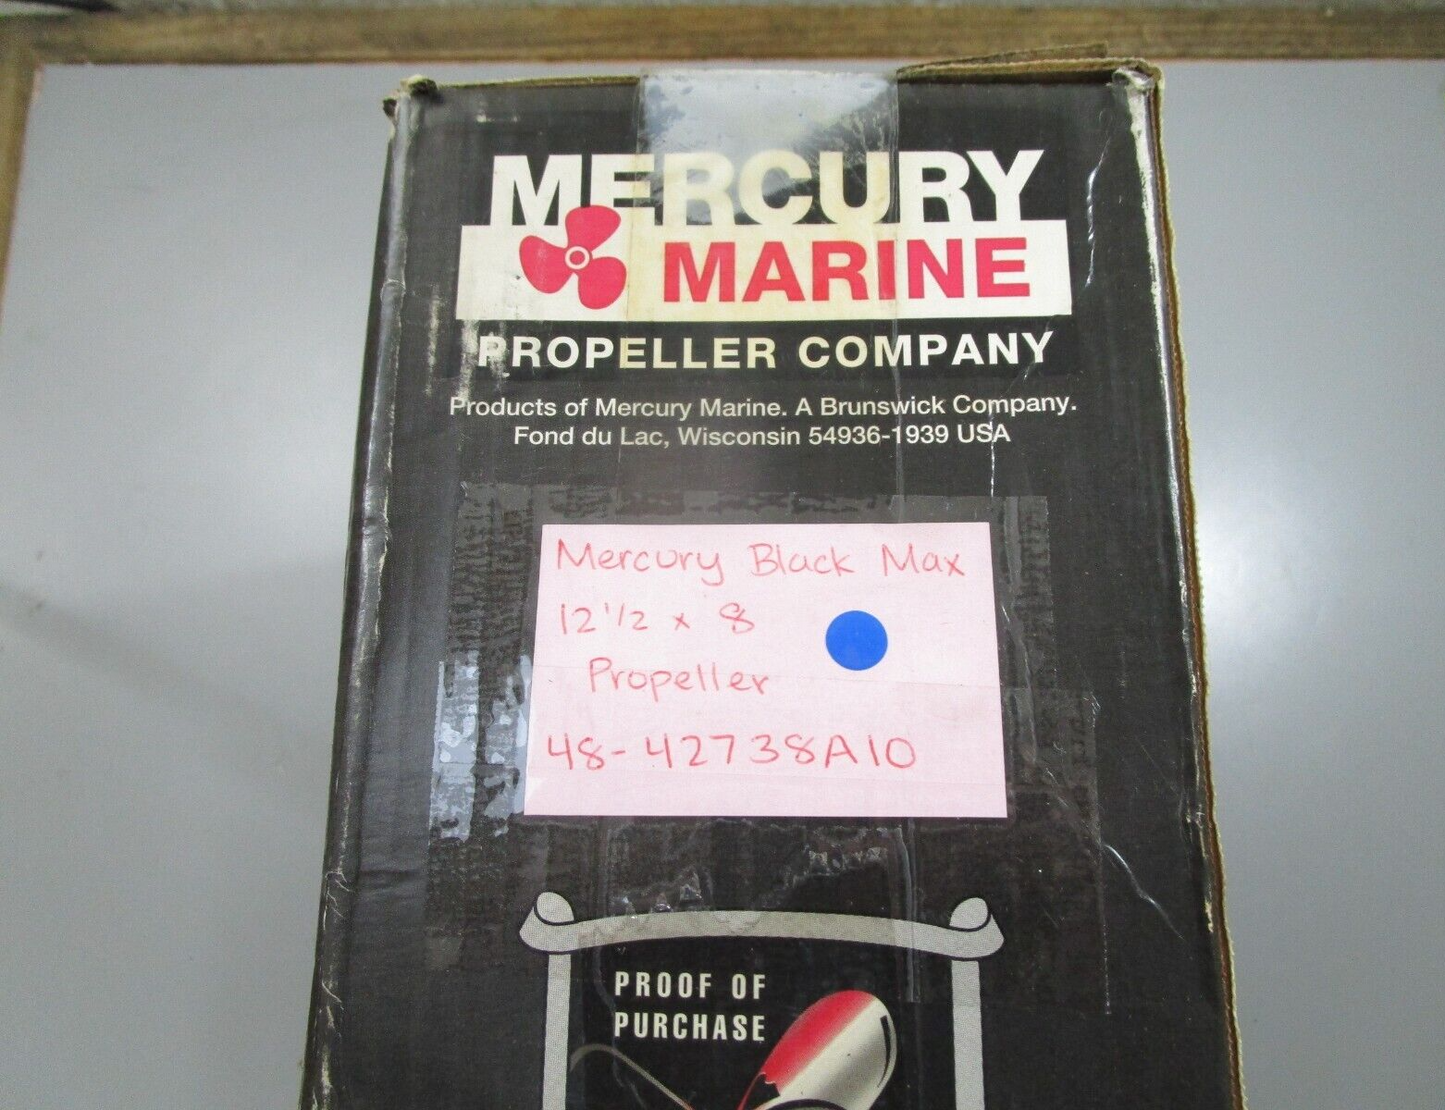 MERCURY
MARINE
PROPELLER COMPANY
Products of Mercury Marine. A Brunswick Company.
Fond du Lac, Wisconsin 54936-1939 USA
Mercury Black Max
12 1/2 x 8
Propeller
48-42738A10
PROOF OF
PURCHASE